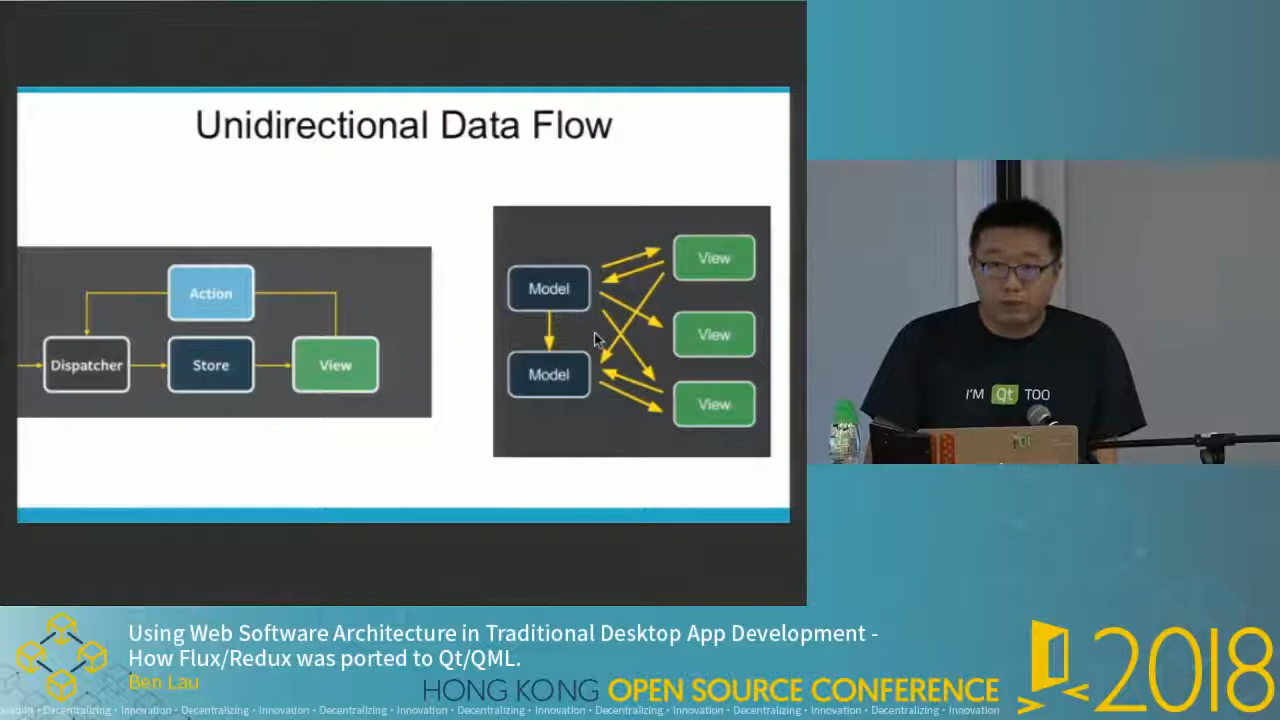 Unidirectional Data Flow
Action
Dispatcher
Store
View
Model
Model
View
View
View
I'M Qt TOO
Using Web Software Architecture in Traditional Desktop App Development -
How Flux/Redux was ported to Qt/QML.
Ben Lau
HONG KONG OPEN SOURCE CONFERENCE 2018
Decentralizing • Innovation • Decentralizing • Innovation • Decentralizing • Innovation • Decentralizing • Innovation • Decentralizing • Innovation • Decentralizing • Innovation • Decentralizing • Innovation